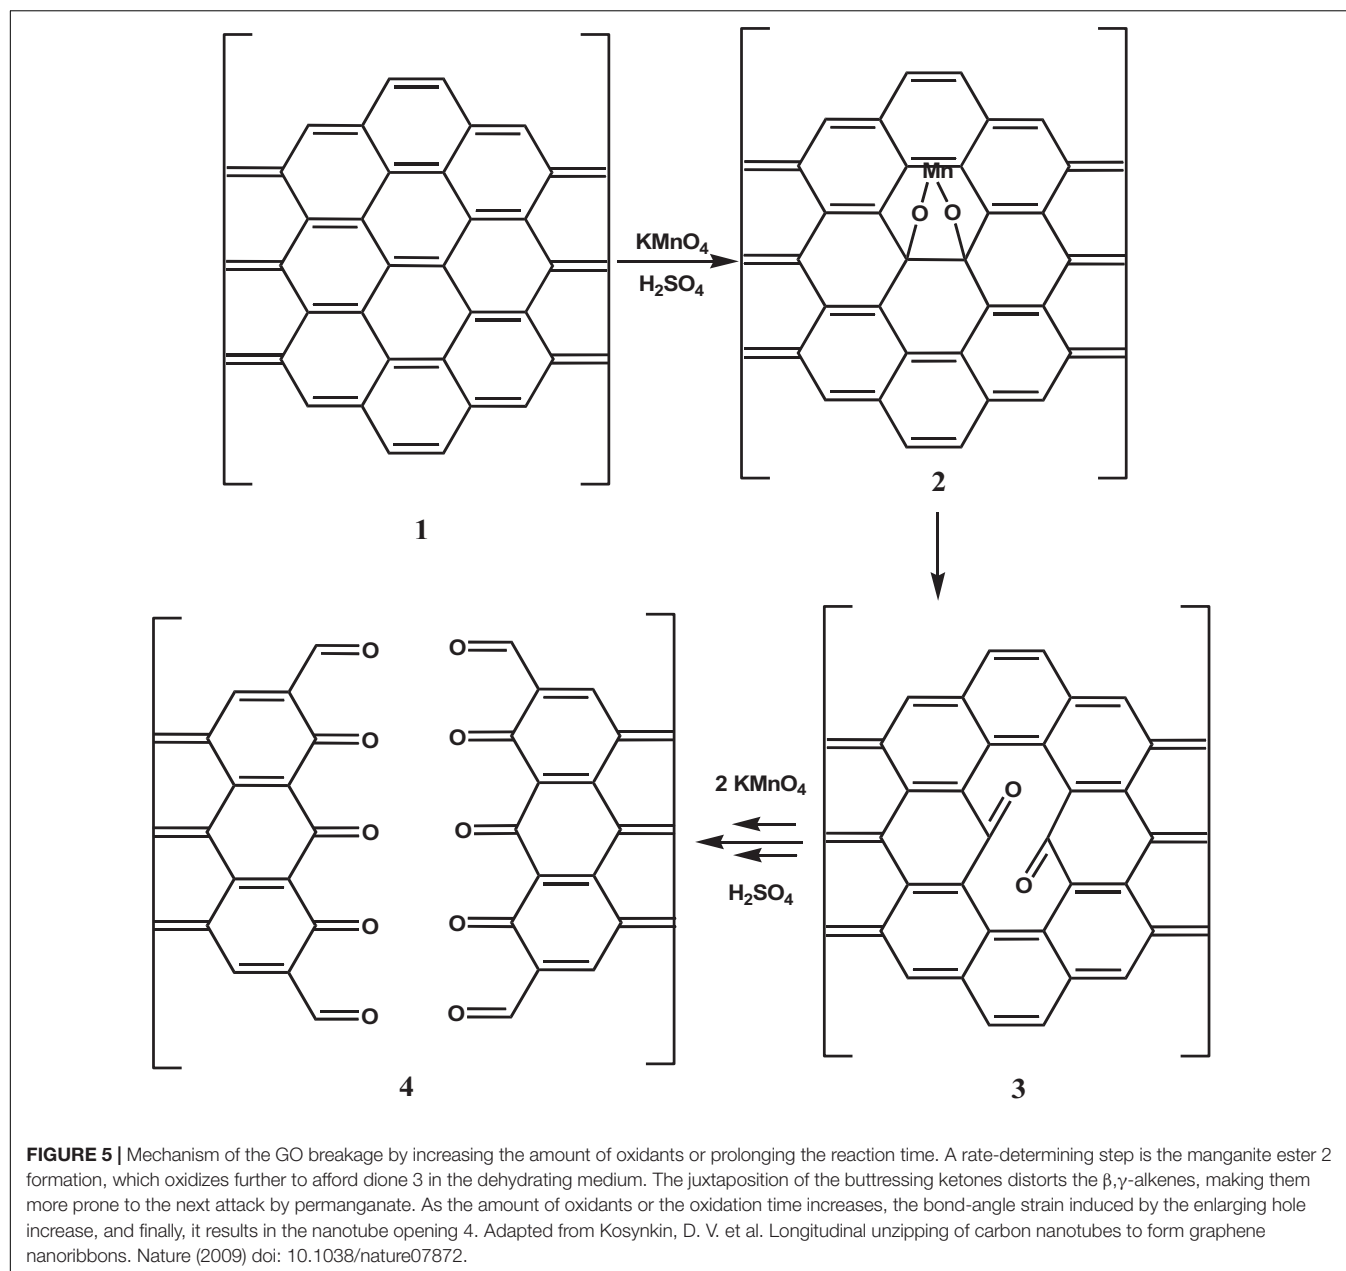 Mn
O O
KMnO4
H2SO4
1
2
O
O
O
O
O
O
O
O
O
O
2 KMnO4
H2SO4
O
O
4
3
FIGURE 5 | Mechanism of the GO breakage by increasing the amount of oxidants or prolonging the reaction time. A rate-determining step is the manganite ester 2
formation, which oxidizes further to afford dione 3 in the dehydrating medium. The juxtaposition of the buttressing ketones distorts the β,γ-alkenes, making them
more prone to the next attack by permanganate. As the amount of oxidants or the oxidation time increases, the bond-angle strain induced by the enlarging hole
increase, and finally, it results in the nanotube opening 4. Adapted from Kosynkin, D. V. et al. Longitudinal unzipping of carbon nanotubes to form graphene
nanoribbons. Nature (2009) doi: 10.1038/nature07872.